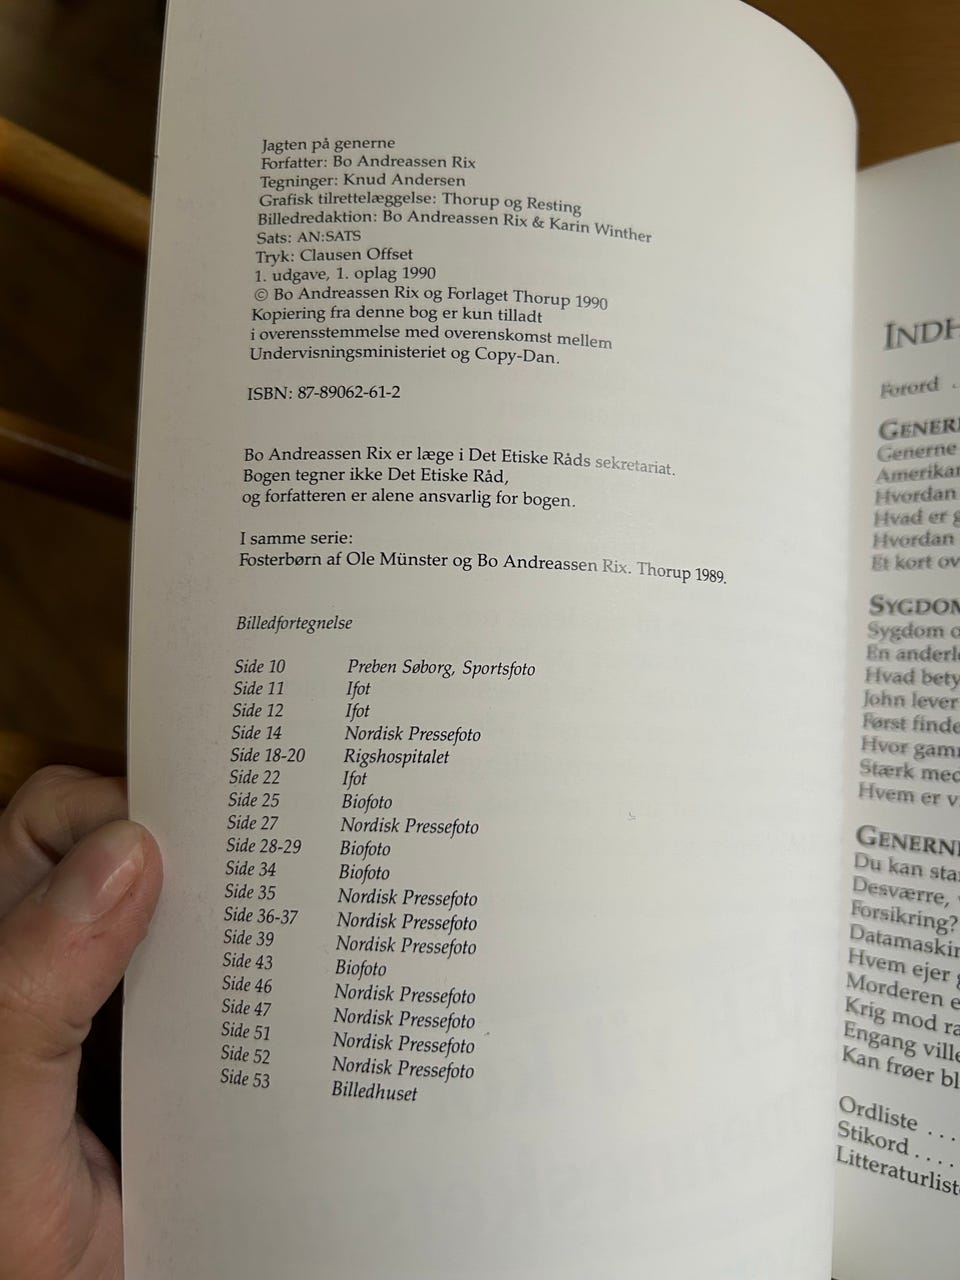 Jagten på generne
Forfatter: Bo Andreassen Rix
Tegninger: Knud Andersen
Grafisk tilrettelæggelse: Thorup og Resting
Billedredaktion: Bo Andreassen Rix & Karin Winther
Sats: AN:SATS
Tryk: Clausen Offset
1. udgave, 1. oplag 1990
© Bo Andreassen Rix og Forlaget Thorup 1990
Kopiering fra denne bog er kun tilladt
i overensstemmelse med overenskomst mellem
Undervisningsministeriet og Copy-Dan.
ISBN: 87-89062-61-2
Bo Andreassen Rix er læge i Det Etiske Råds sekretariat.
Bogen tegner ikke Det Etiske Råd,
og forfatteren er alene ansvarlig for bogen.
I samme serie:
Fosterbørn af Ole Münster og Bo Andreassen Rix. Thorup 1989.
Billedfortegnelse
Side 10 Preben Søborg, Sportsfoto
Side 11 Ifot
Side 12 Ifot
Side 14 Nordisk Pressefoto
Side 18-20 Rigshospitalet
Side 22 Ifot
Side 25 Biofoto
Side 27 Nordisk Pressefoto
Side 28-29 Biofoto
Side 34 Biofoto
Side 35 Nordisk Pressefoto
Side 36-37 Nordisk Pressefoto
Side 39 Nordisk Pressefoto
Side 43 Biofoto
Side 46 Nordisk Pressefoto
Side 47 Nordisk Pressefoto
Side 51 Nordisk Pressefoto
Side 52 Nordisk Pressefoto
Side 53 Billedhuset
Forord .
Generne
Amerikan
Hvordan
Hvad er g
Hvordan
Et kort ov
SYGDOM
Sygdom o
En anderl
Hvad bety
John lever
Først finde
Hvor gam
Stærk med
Hvem er v
GENERN
Du kan sta
Desværre,
Forsikring?
Datamaskin
Hvem ejer g
Morderen e
Krig mod ra
Engang ville
Kan frøer bl
Ordliste . . .
Stikord . . . .
Litteraturlist